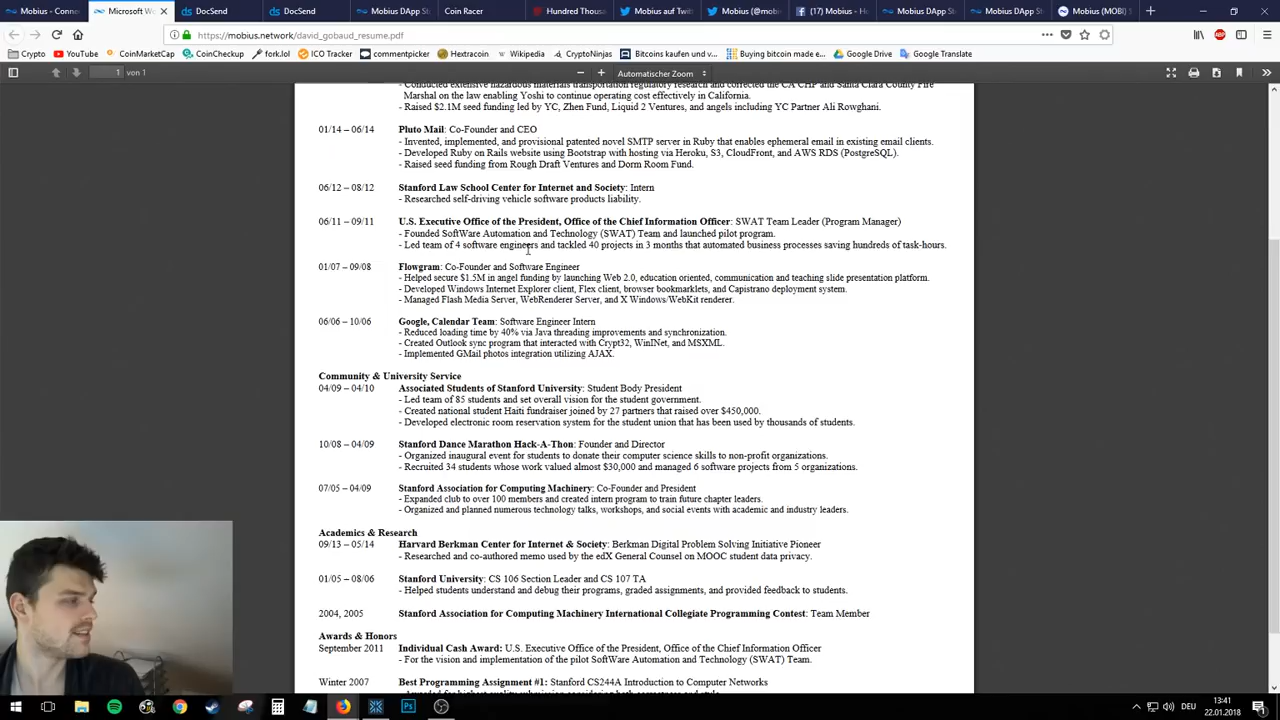 Mobius - Connec
Microsoft Wo
DocSend
DocSend
Mobius DApp Sto
Coin Racer
Hundred Thousa
Mobius auf Twitt
Mobius (@mobi
(17) Mobius - Ho
Mobius DApp Sto
Mobius DApp Sto
Mobius (MOBI) $
https://mobius.network/david_gobaud_resume.pdf
Crypto YouTube CoinMarketCap CoinCheckup fork.lol ICO Tracker commentpicker Hextracoin Wikipedia CryptoNinjas Bitcoins kaufen und v... Buying bitcoin made e... Google Drive Google Translate
1 von 1 Automatischer Zoom
- Conducted extensive hazardous materials transportation regulatory research and corrected the CA CHP and Santa Clara County Fire
Marshal on the law enabling Yoshi to continue operating cost effectively in California.
- Raised $2.1M seed funding led by YC, Zhen Fund, Liquid 2 Ventures, and angels including YC Partner Ali Rowghani.
01/14 – 06/14 Pluto Mail: Co-Founder and CEO
- Invented, implemented, and provisional patented novel SMTP server in Ruby that enables ephemeral email in existing email clients.
- Developed Ruby on Rails website using Bootstrap with hosting via Heroku, S3, CloudFront, and AWS RDS (PostgreSQL).
- Raised seed funding from Rough Draft Ventures and Dorm Room Fund.
06/12 – 08/12 Stanford Law School Center for Internet and Society: Intern
- Researched self-driving vehicle software products liability.
06/11 – 09/11 U.S. Executive Office of the President, Office of the Chief Information Officer: SWAT Team Leader (Program Manager)
- Founded SoftWare Automation and Technology (SWAT) Team and launched pilot program.
- Led team of 4 software engineers and tackled 40 projects in 3 months that automated business processes saving hundreds of task-hours.
01/07 – 09/08 Flowgram: Co-Founder and Software Engineer
- Helped secure $1.5M in angel funding by launching Web 2.0, education oriented, communication and teaching slide presentation platform.
- Developed Windows Internet Explorer client, Flex client, browser bookmarklets, and Capistrano deployment system.
- Managed Flash Media Server, WebRenderer Server, and X Windows/WebKit renderer.
06/06 – 10/06 Google, Calendar Team: Software Engineer Intern
- Reduced loading time by 40% via Java threading improvements and synchronization.
- Created Outlook sync program that interacted with Crypt32, WinINet, and MSXML.
- Implemented GMail photos integration utilizing AJAX.
Community & University Service
04/09 – 04/10 Associated Students of Stanford University: Student Body President
- Led team of 85 students and set overall vision for the student government.
- Created national student Haiti fundraiser joined by 27 partners that raised over $450,000.
- Developed electronic room reservation system for the student union that has been used by thousands of students.
10/08 – 04/09 Stanford Dance Marathon Hack-A-Thon: Founder and Director
- Organized inaugural event for students to donate their computer science skills to non-profit organizations.
- Recruited 34 students whose work valued almost $30,000 and managed 6 software projects from 5 organizations.
07/05 – 04/09 Stanford Association for Computing Machinery: Co-Founder and President
- Expanded club to over 100 members and created intern program to train future chapter leaders.
- Organized and planned numerous technology talks, workshops, and social events with academic and industry leaders.
Academics & Research
09/13 – 05/14 Harvard Berkman Center for Internet & Society: Berkman Digital Problem Solving Initiative Pioneer
- Researched and co-authored memo used by the edX General Counsel on MOOC student data privacy.
01/05 – 08/06 Stanford University: CS 106 Section Leader and CS 107 TA
- Helped students understand and debug their programs, graded assignments, and provided feedback to students.
2004, 2005 Stanford Association for Computing Machinery International Collegiate Programming Contest: Team Member
Awards & Honors
September 2011 Individual Cash Award: U.S. Executive Office of the President, Office of the Chief Information Officer
- For the vision and implementation of the pilot SoftWare Automation and Technology (SWAT) Team.
Winter 2007 Best Programming Assignment #1: Stanford CS244A Introduction to Computer Networks
DEU 13:41
22.01.2018